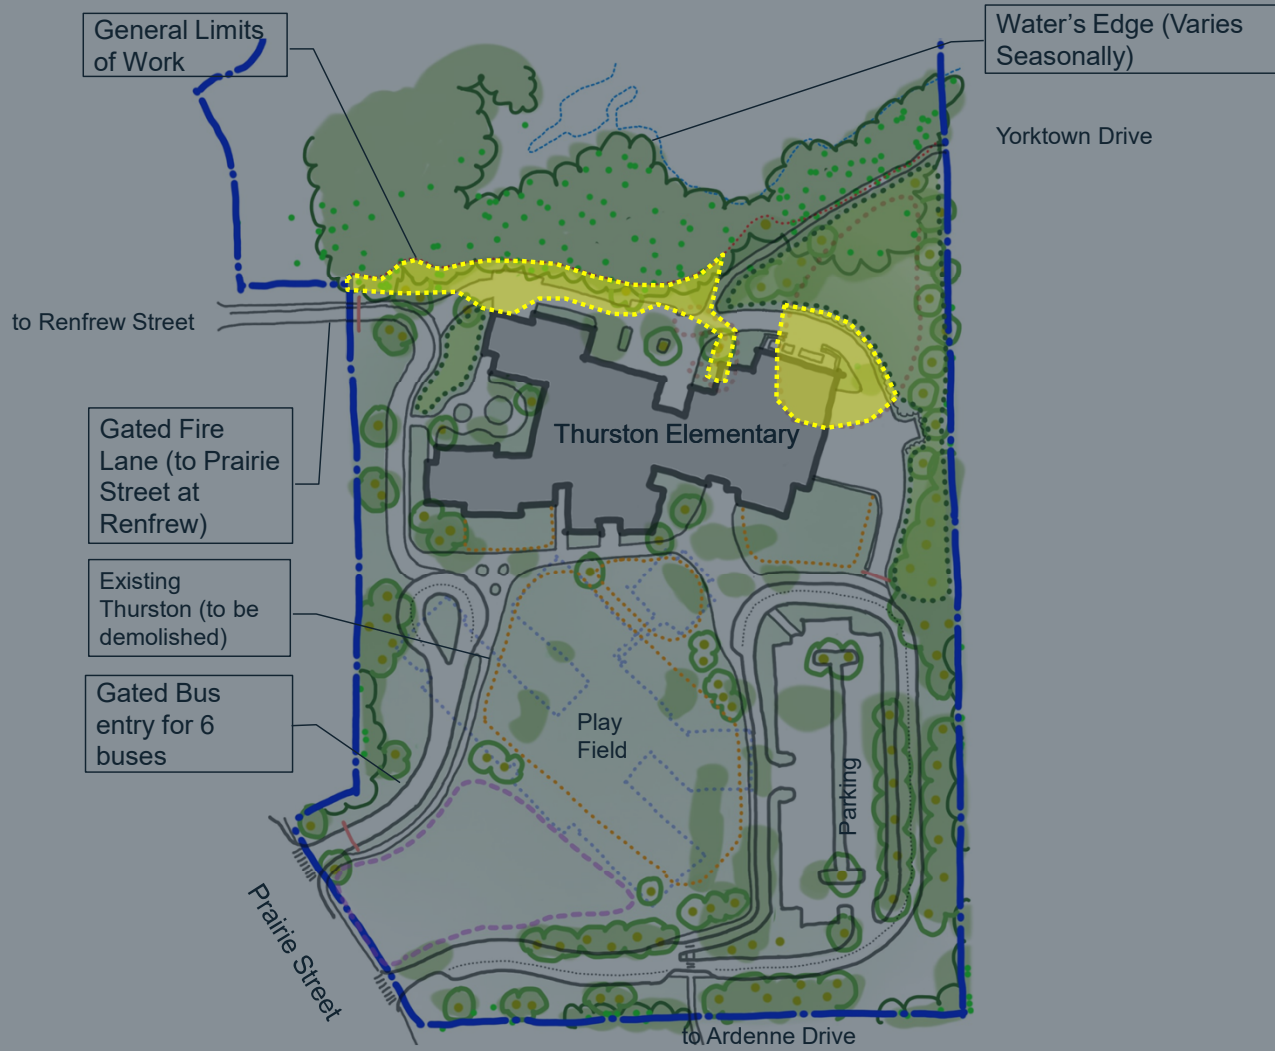 General Limits
of Work
Water's Edge (Varies
Seasonally)
Yorktown Drive
to Renfrew Street
Gated Fire
Lane (to Prairie
Street at
Renfrew)
Thurston Elementary
Existing
Thurston (to be
demolished)
Gated Bus
entry for 6
buses
Play
Field
Parking
Prairie Street
to Ardenne Drive